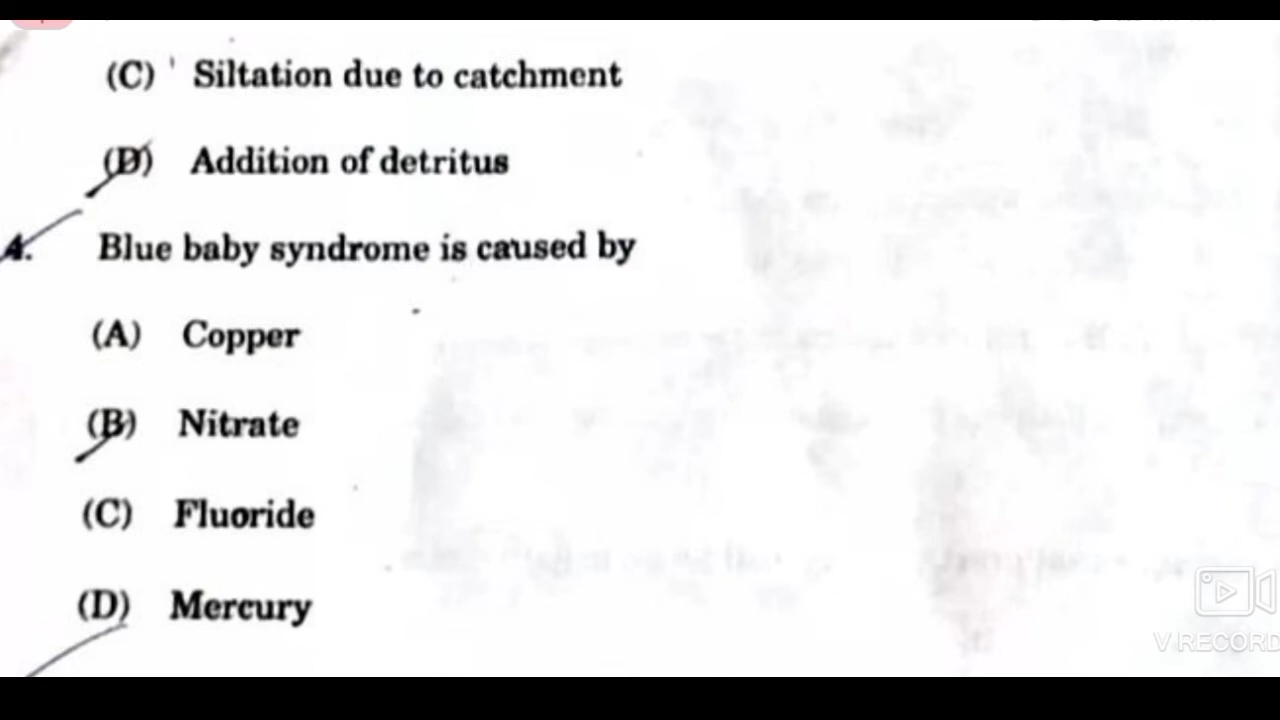 (C) Siltation due to catchment
(D) Addition of detritus
4. Blue baby syndrome is caused by
(A) Copper
(B) Nitrate
(C) Fluoride
(D) Mercury
V RECORD